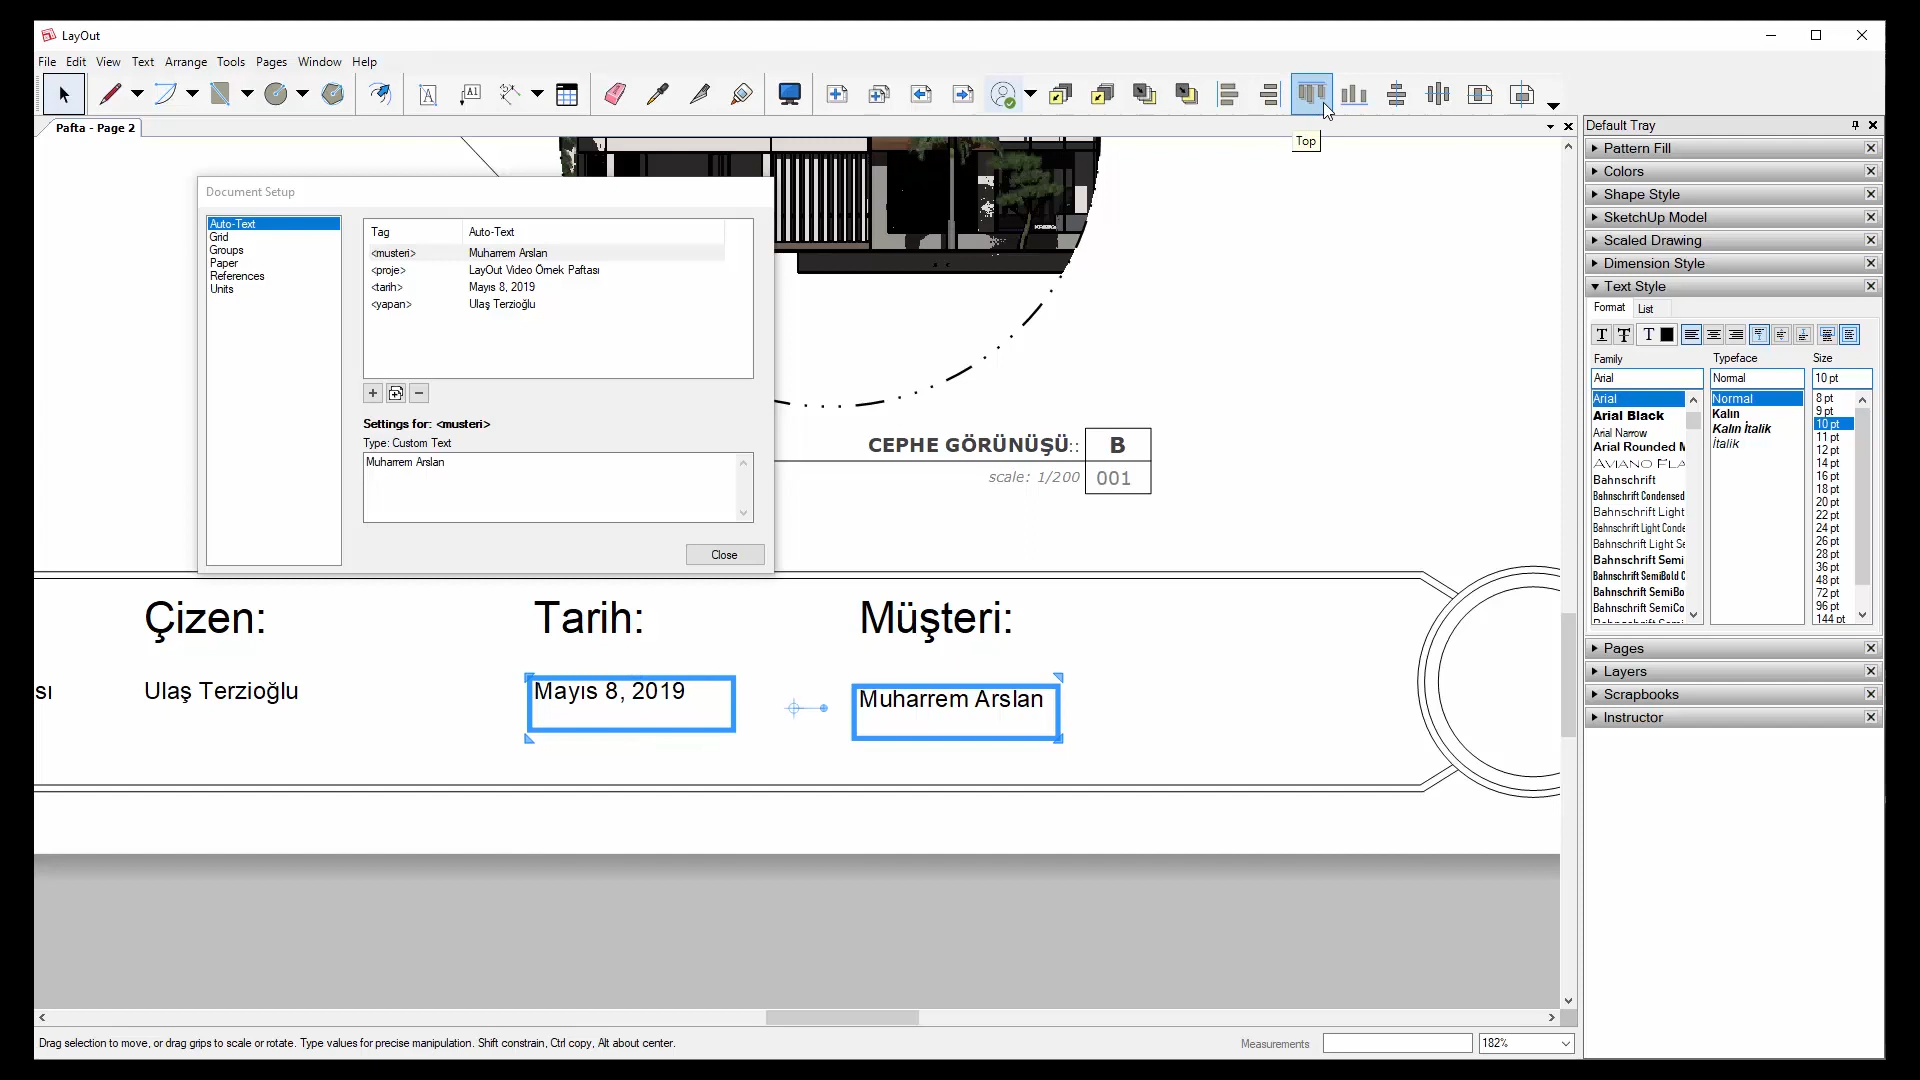 LayOut
File Edit View Text Arrange Tools Pages Window Help
Pafta - Page 2
Top
Default Tray
Pattern Fill
Colors
Shape Style
SketchUp Model
Scaled Drawing
Dimension Style
Text Style
Format List
Family Typeface Size
Arial Normal 10 pt
Arial
Arial Black
Arial Narrow
Arial Rounded M
AVIANO FLA
Bahnschrift
Bahnschrift Condensed
Bahnschrift Light
Bahnschrift Light Conde
Bahnschrift Light Se
Bahnschrift Semi
Bahnschrift SemiBold C
Bahnschrift SemiBo
Bahnschrift SemiCo
Normal
Kalın
Kalın İtalik
İtalik
8 pt
9 pt
10 pt
11 pt
12 pt
14 pt
16 pt
18 pt
20 pt
22 pt
24 pt
26 pt
28 pt
36 pt
48 pt
72 pt
96 pt
144 pt
Pages
Layers
Scrapbooks
Instructor
Document Setup
Auto-Text
Grid
Groups
Paper
References
Units
Tag Auto-Text
<musteri> Muharrem Arslan
<proje> LayOut Video Örnek Paftası
<tarih> Mayıs 8, 2019
<yapan> Ulaş Terzioğlu
Settings for: <musteri>
Type: Custom Text
Muharrem Arslan
Close
CEPHE GÖRÜNÜŞÜ:: B
scale: 1/200 001
Çizen: Tarih: Müşteri:
sı Ulaş Terzioğlu Mayıs 8, 2019 Muharrem Arslan
Drag selection to move, or drag grips to scale or rotate. Type values for precise manipulation. Shift constrain, Ctrl copy, Alt about center.
Measurements 182%